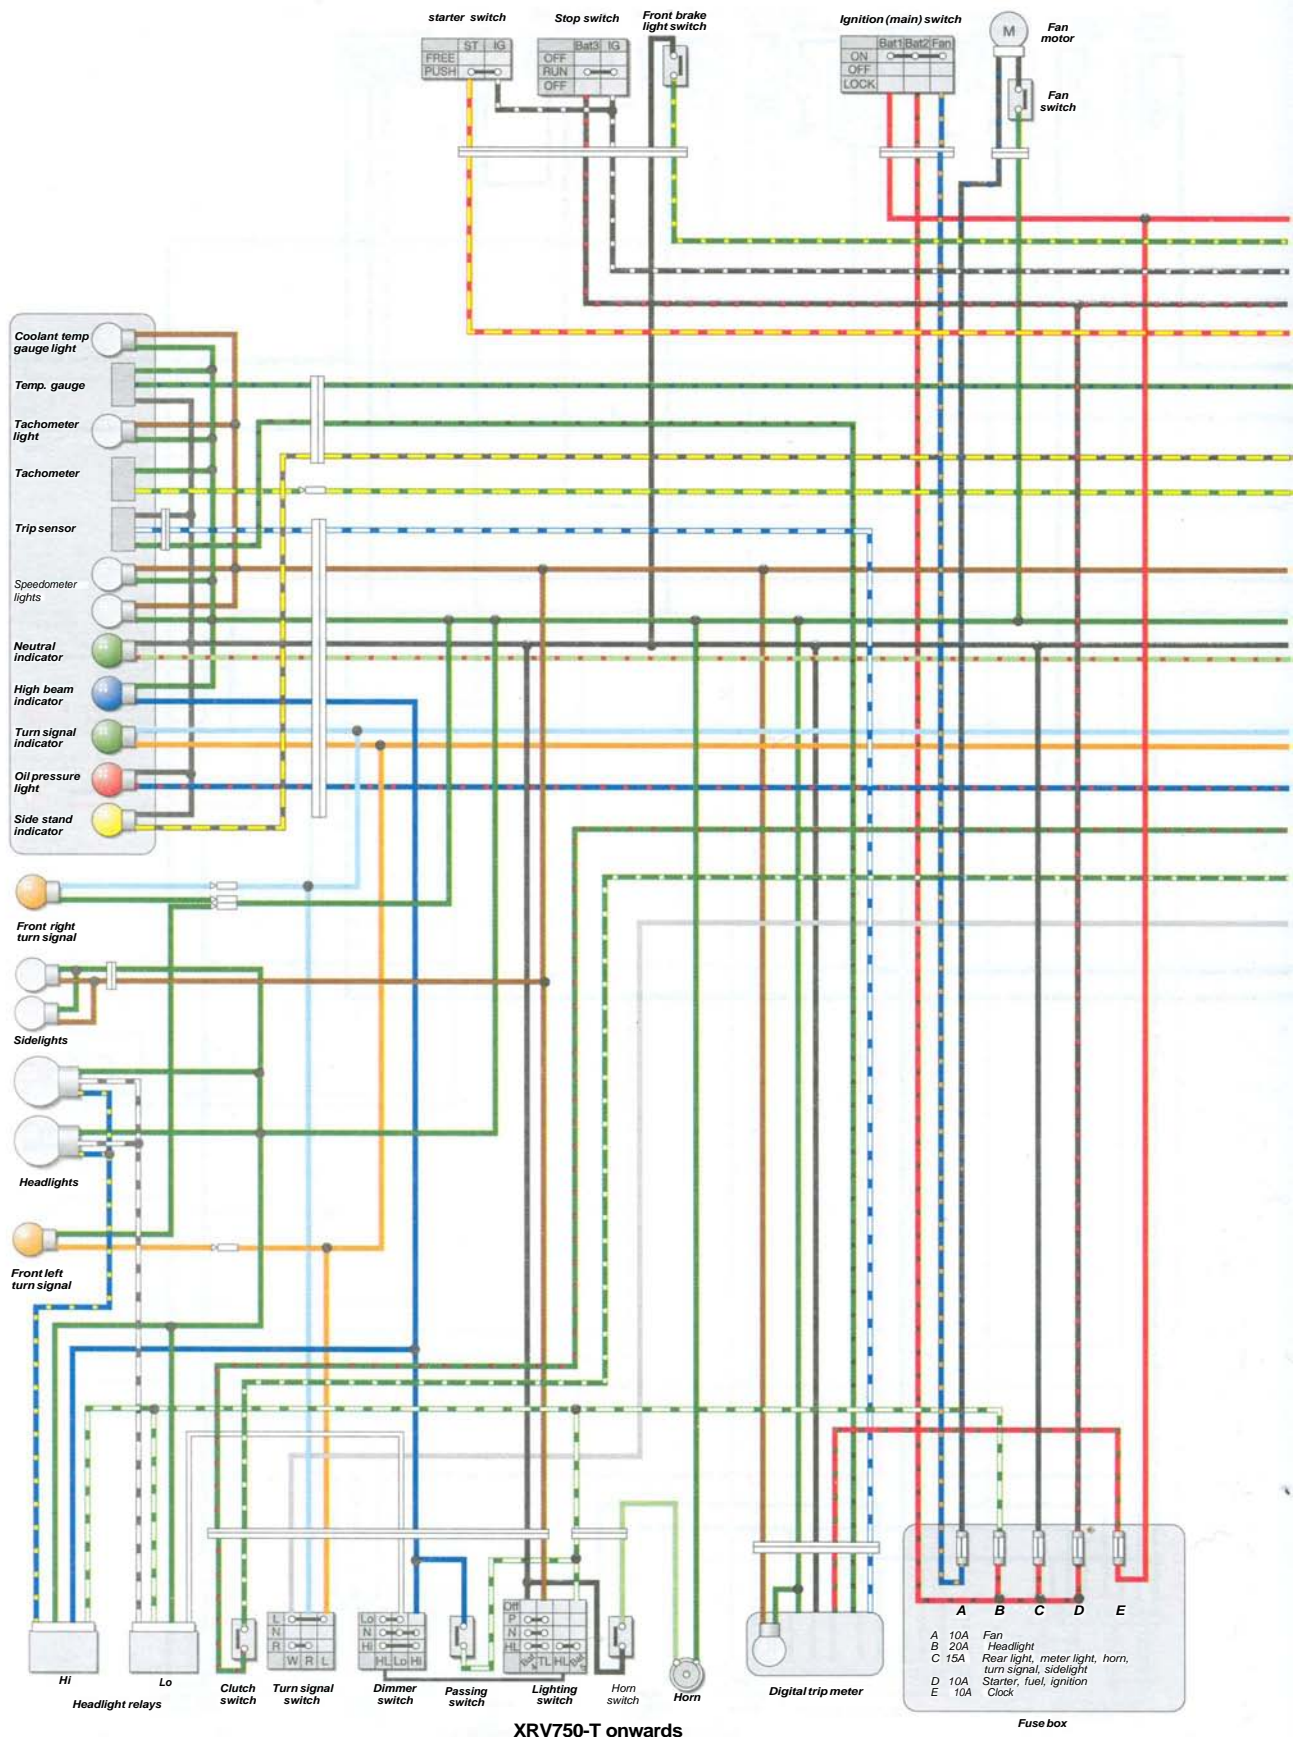 starter switch
Stop switch
Front brake
light switch
Ignition (main) switch
Fan
motor
M
ST IG
FREE
PUSH
Bat3 IG
OFF
RUN
OFF
Bat1 Bat2 Fan
ON
OFF
LOCK
Fan
switch
Coolant temp
gauge light
Temp. gauge
Tachometer
light
Tachometer
Trip sensor
Speedometer
lights
Neutral
indicator
High beam
indicator
Turn signal
indicator
Oil pressure
light
Side stand
indicator
Front right
turn signal
Sidelights
Headlights
Front left
turn signal
L
N
R
W R L
Lo
N
Hi
HL Lo Hi
Off
P
N
HL
TL HL
A B C D E
A 10A Fan
B 20A Headlight
C 15A Rear light, meter light, horn,
turn signal, sidelight
D 10A Starter, fuel, ignition
E 10A Clock
Hi
Lo
Headlight relays
Clutch
switch
Turn signal
switch
Dimmer
switch
Passing
switch
Lighting
switch
Horn
switch
Horn
Digital trip meter
Fuse box
XRV750-T onwards